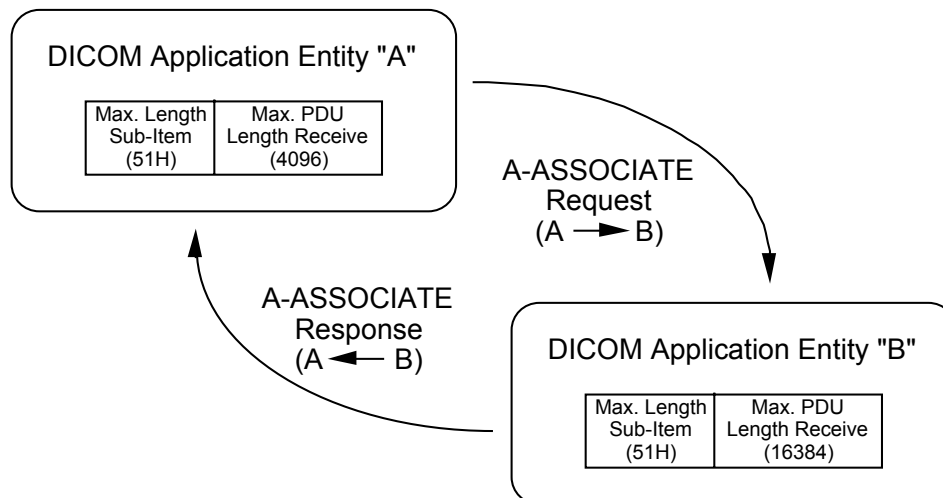 DICOM Application Entity "A"
Max. Length
Sub-Item
(51H)
Max. PDU
Length Receive
(4096)
A-ASSOCIATE
Request
(A B)
A-ASSOCIATE
Response
(A B)
DICOM Application Entity "B"
Max. Length
Sub-Item
(51H)
Max. PDU
Length Receive
(16384)